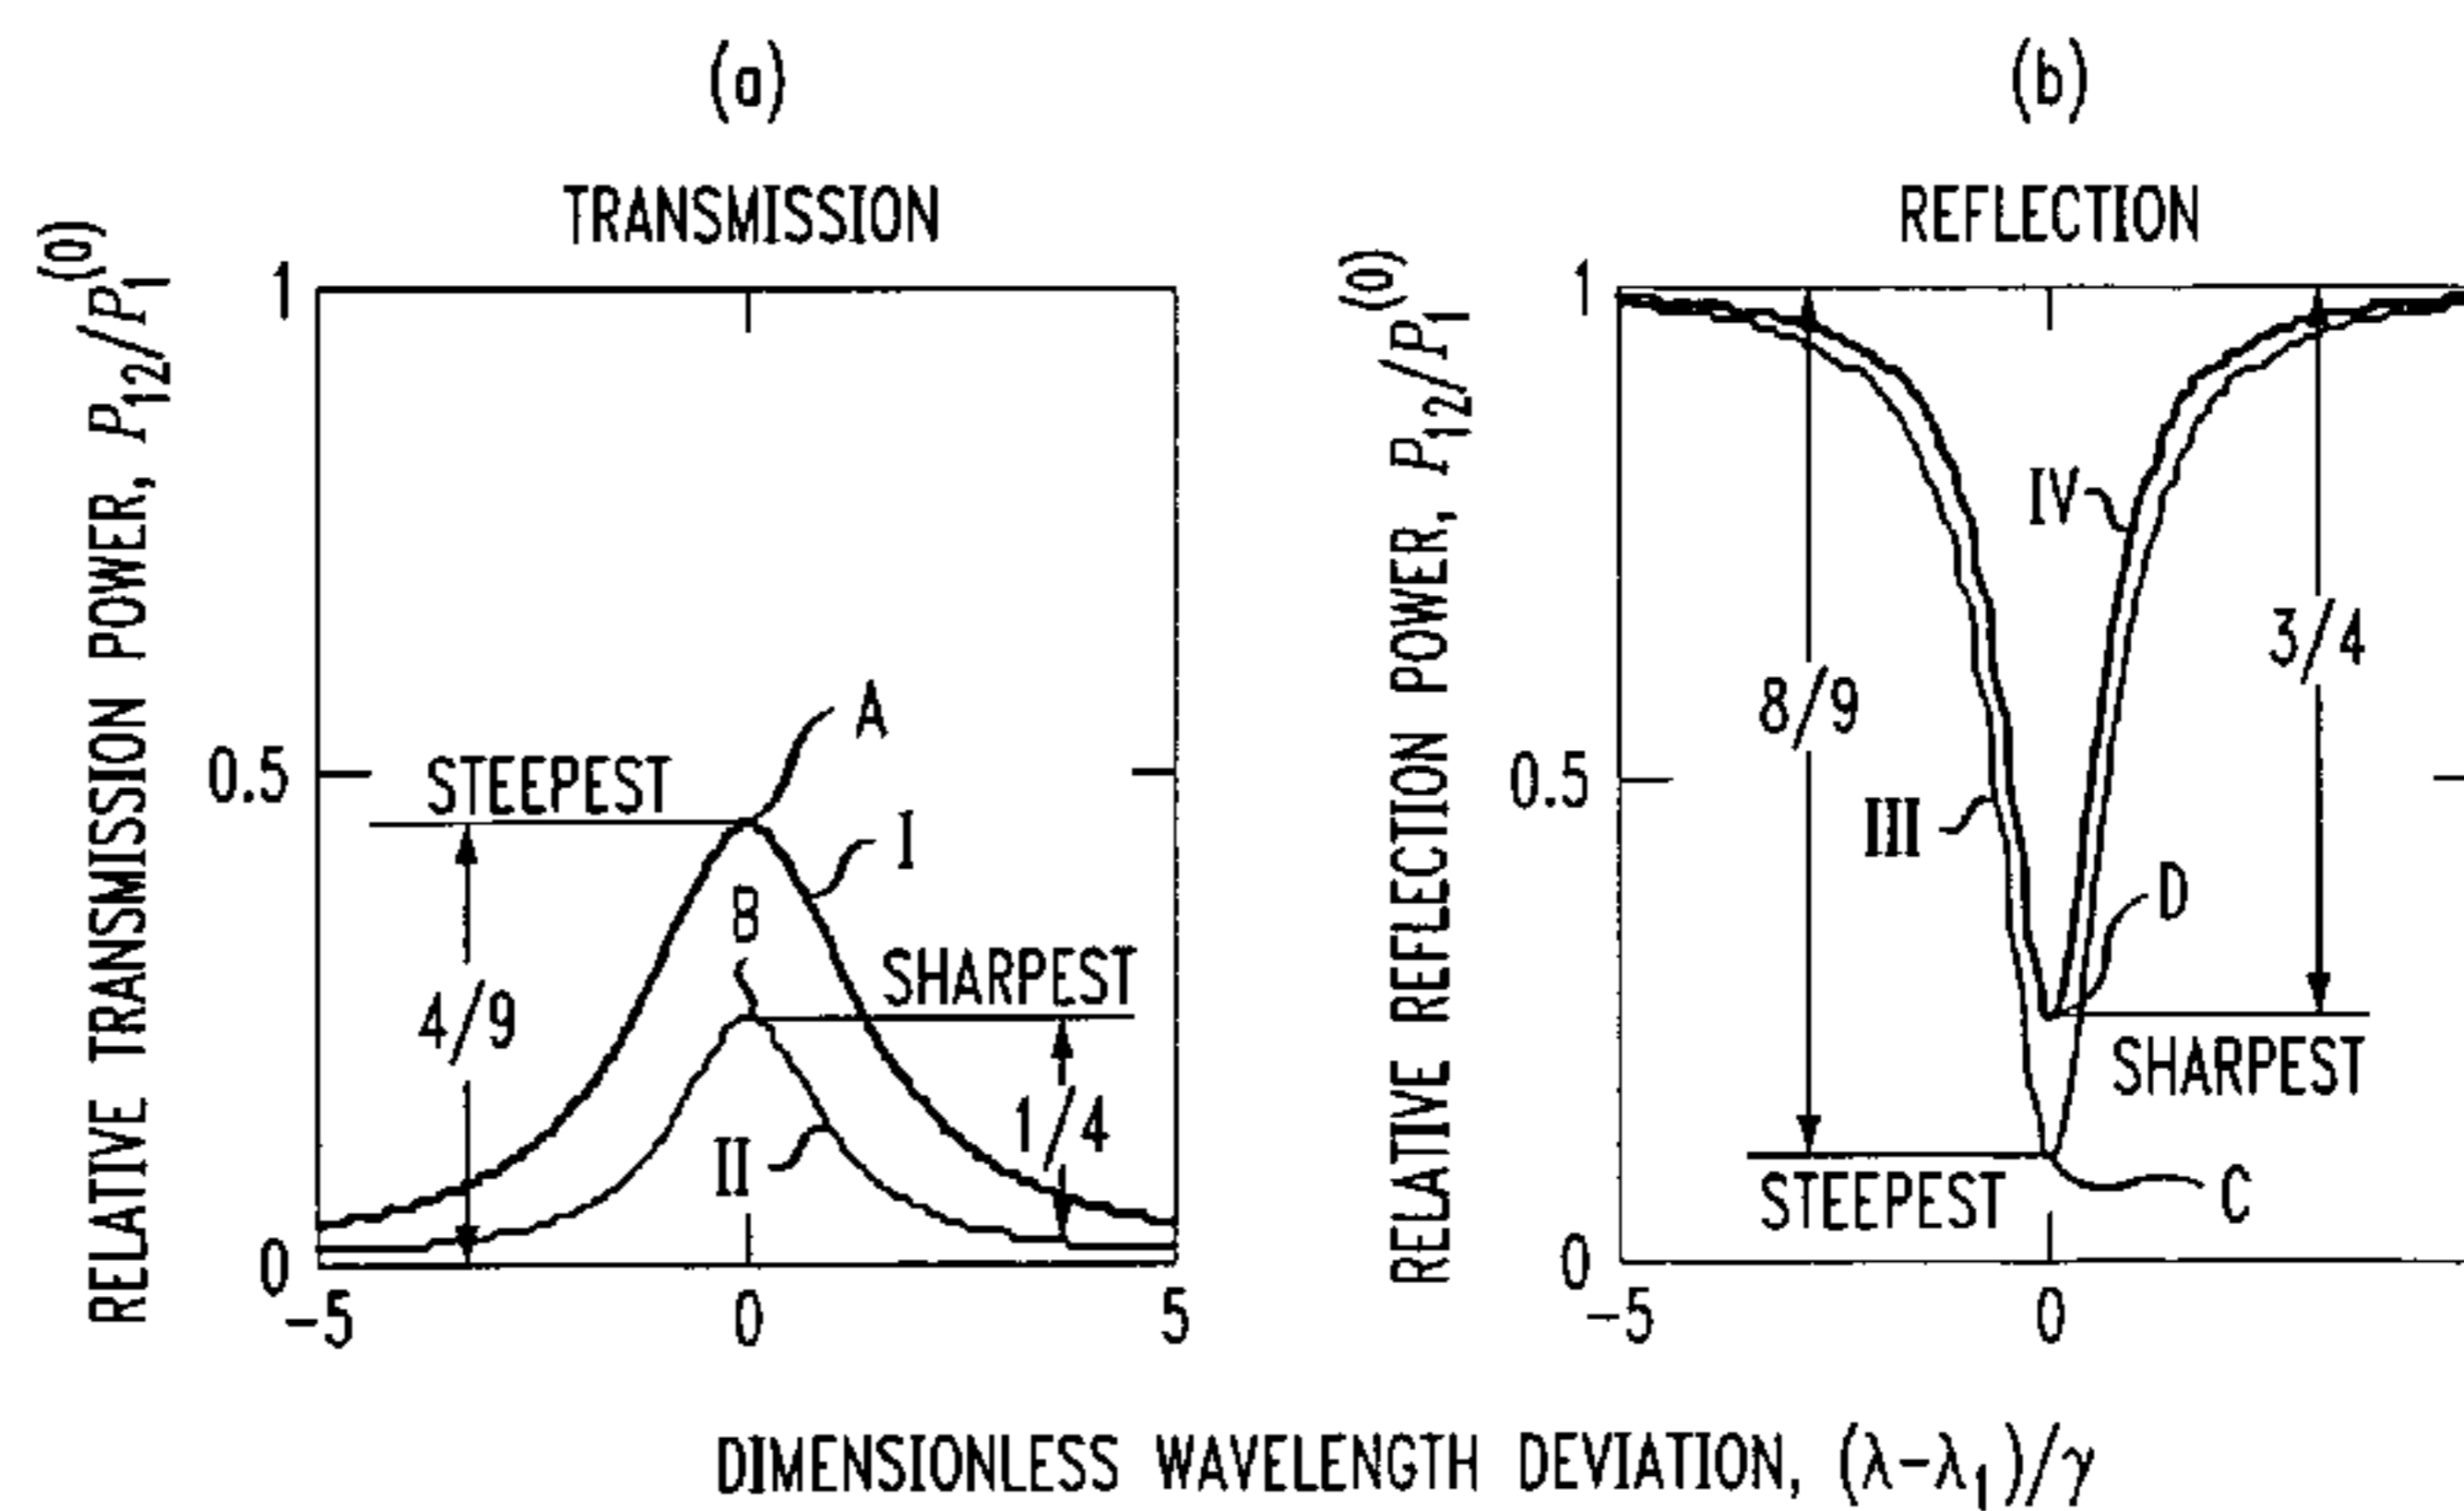 (a)
TRANSMISSION
RELATIVE TRANSMISSION POWER, P12/P1(0)
1
0.5
0
-5
0
5
STEEPEST
A
I
B
SHARPEST
4/9
1/4
II
(b)
REFLECTION
RELATIVE REFLECTION POWER, P12/P1(0)
1
0.5
0
-5
0
IV
3/4
8/9
III
D
SHARPEST
STEEPEST
C
DIMENSIONLESS WAVELENGTH DEVIATION, (λ-λ1)/γ